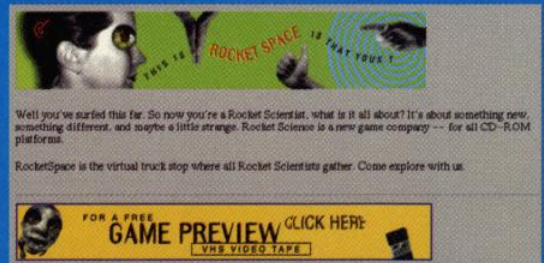 THIS IS ROCKET SPACE IS THAT YOUS ?
Well you've surfed this far. So now you're a Rocket Scientist, what is it all about? It's about something new,
something different, and maybe a little strange. Rocket Science is a new game company -- for all CD-ROM
platforms.
RocketSpace is the virtual truck stop where all Rocket Scientists gather. Come explore with us.
FOR A FREE
GAME PREVIEW CLICK HERE
VHS VIDEO TAPE